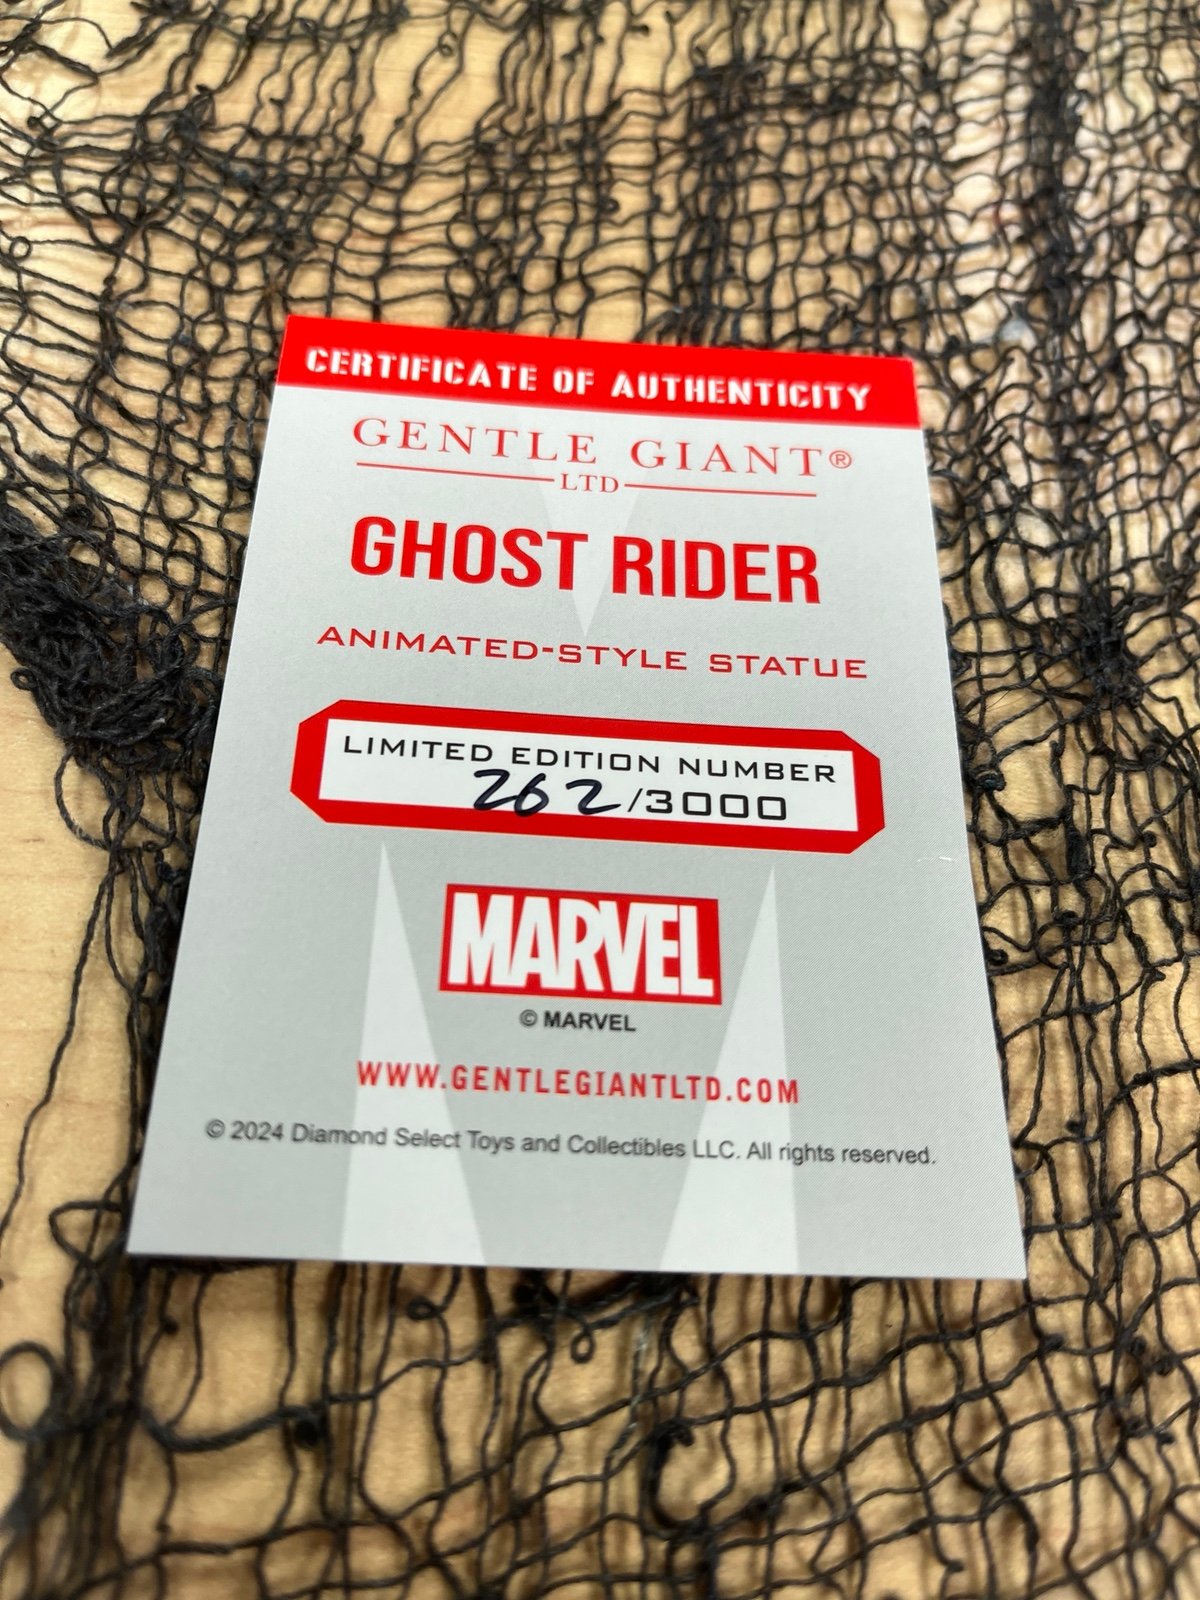 CERTIFICATE OF AUTHENTICITY
GENTLE GIANT®
LTD
GHOST RIDER
ANIMATED-STYLE STATUE
LIMITED EDITION NUMBER
262/3000
MARVEL
© MARVEL
WWW.GENTLEGIANTLTD.COM
© 2024 Diamond Select Toys and Collectibles LLC. All rights reserved.